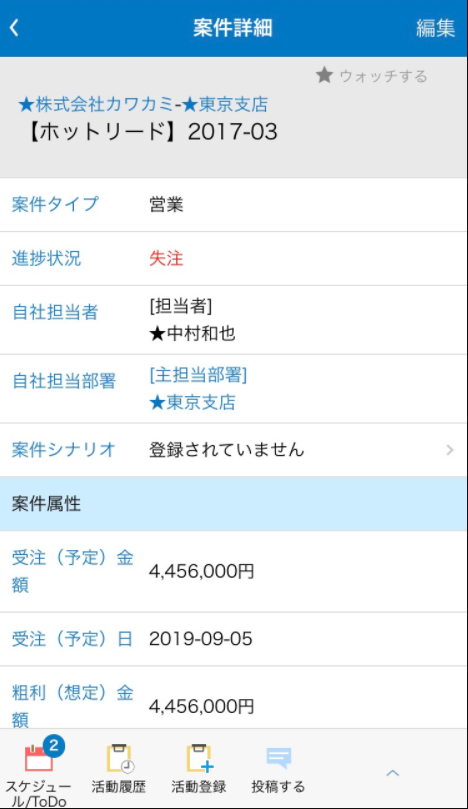 案件詳細
編集
★ ウォッチする
★株式会社カワカミ-★東京支店
【ホットリード】2017-03
案件タイプ 営業
進捗状況 失注
自社担当者 [担当者]
★中村和也
自社担当部署 [主担当部署]
★東京支店
案件シナリオ 登録されていません
案件属性
受注（予定）金
額
4,456,000円
受注（予定）日 2019-09-05
粗利（想定）金
額
4,456,000円
2
スケジュー
ル/ToDo
活動履歴
活動登録
投稿する